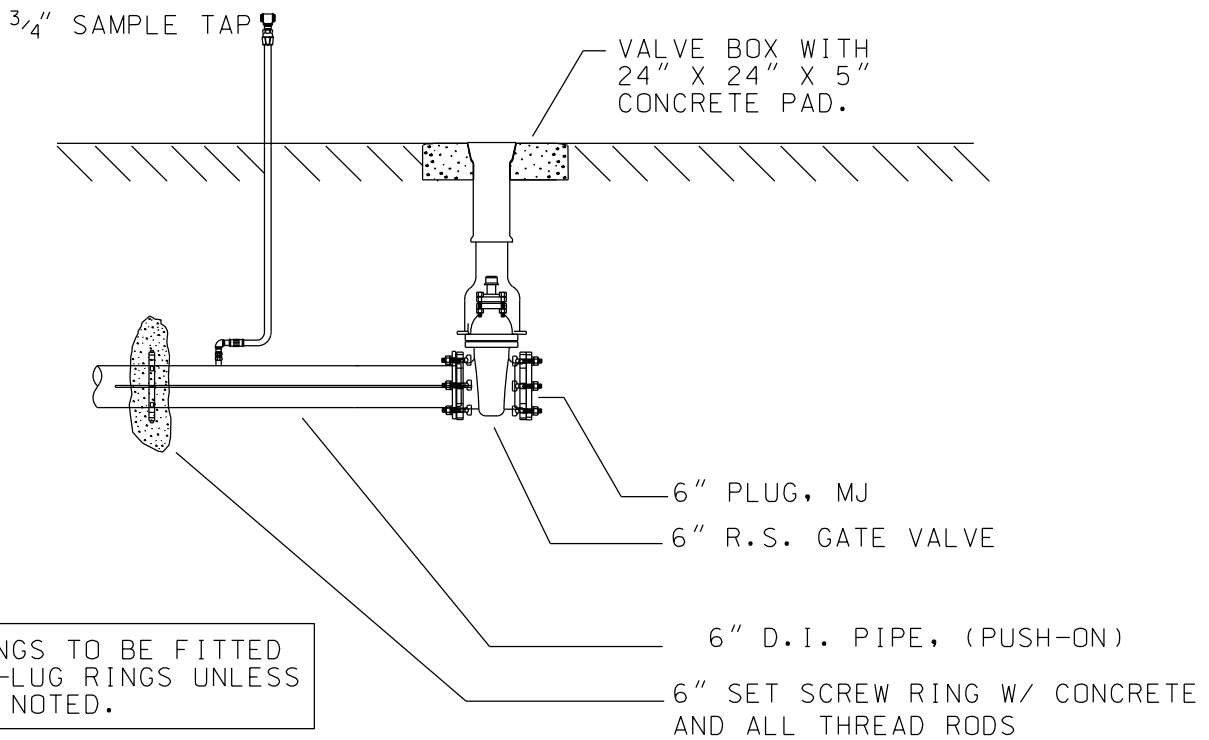 3/4" SAMPLE TAP
VALVE BOX WITH
24" X 24" X 5"
CONCRETE PAD.
6" PLUG, MJ
6" R.S. GATE VALVE
6" D.I. PIPE, (PUSH-ON)
6" SET SCREW RING W/ CONCRETE
AND ALL THREAD RODS
TO BE FITTED
-LUG RINGS UNLESS
NOTED.